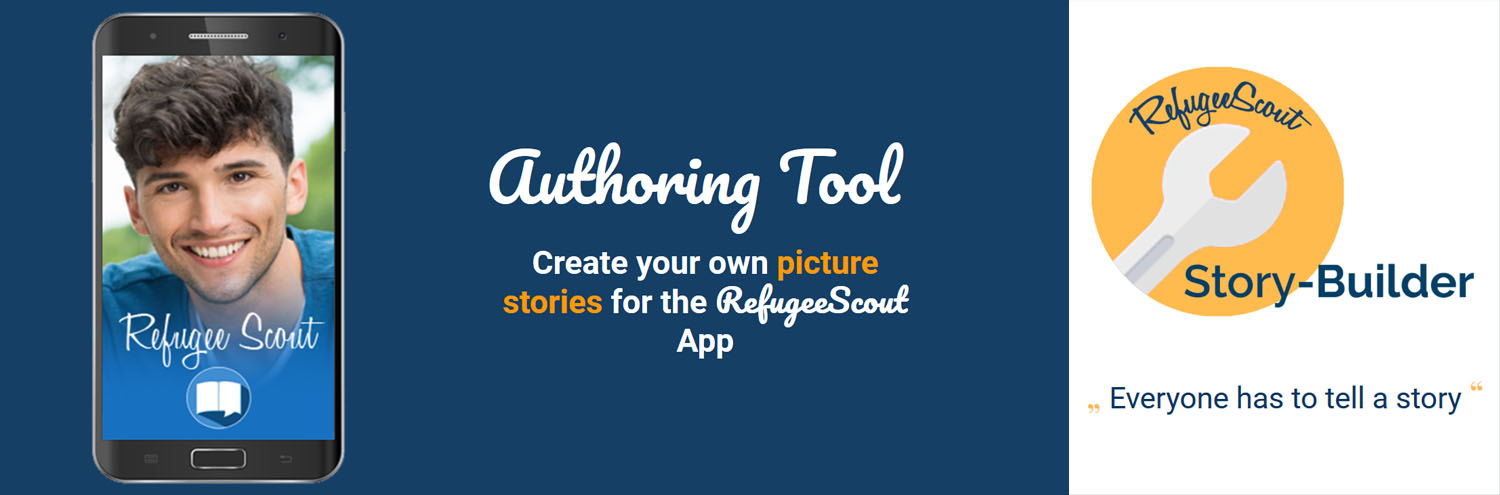 Refugee Scout
Authoring Tool
Create your own picture
stories for the RefugeeScout
App
RefugeeScout
Story-Builder
„ Everyone has to tell a story “